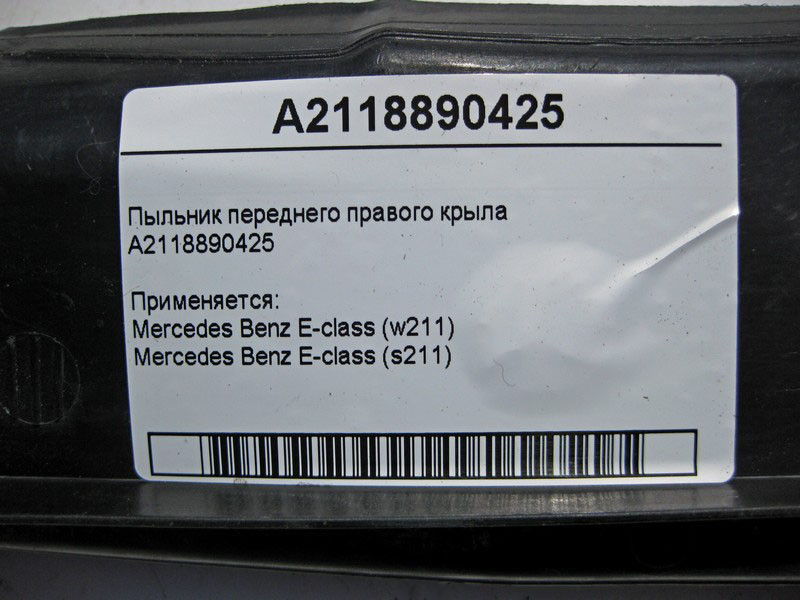 A2118890425
Пыльник переднего правого крыла
A2118890425
Применяется:
Mercedes Benz E-class (w211)
Mercedes Benz E-class (s211)